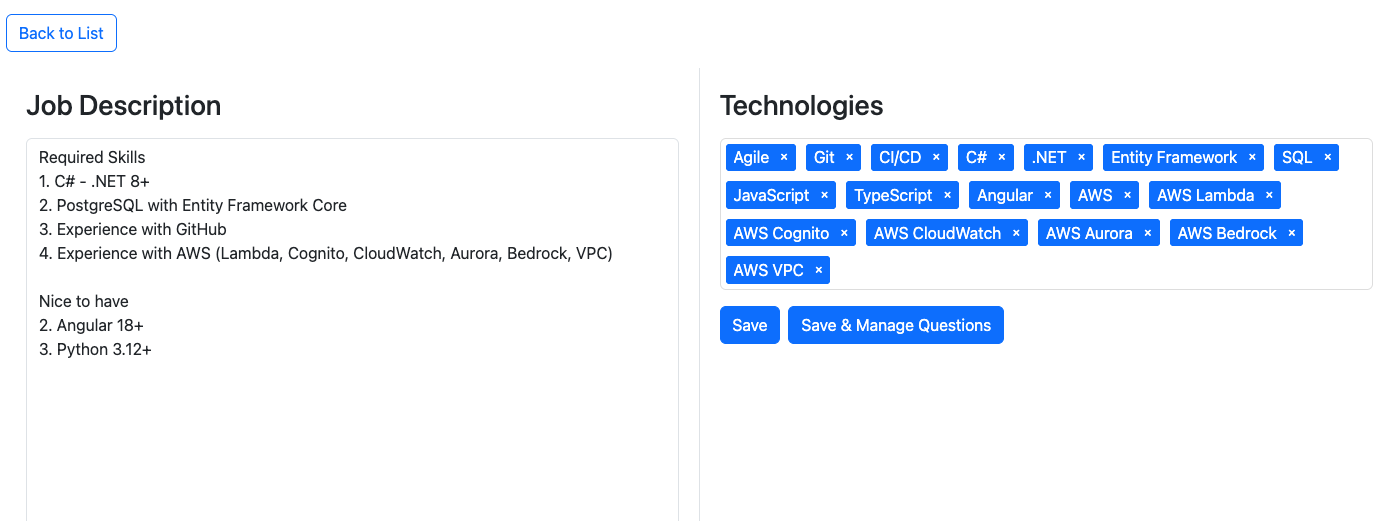 Back to List
Job Description
Required Skills
1. C# - .NET 8+
2. PostgreSQL with Entity Framework Core
3. Experience with GitHub
4. Experience with AWS (Lambda, Cognito, CloudWatch, Aurora, Bedrock, VPC)
Nice to have
2. Angular 18+
3. Python 3.12+
Technologies
Agile × Git × CI/CD × C# × .NET × Entity Framework × SQL ×
JavaScript × TypeScript × Angular × AWS × AWS Lambda ×
AWS Cognito × AWS CloudWatch × AWS Aurora × AWS Bedrock ×
AWS VPC ×
Save Save & Manage Questions